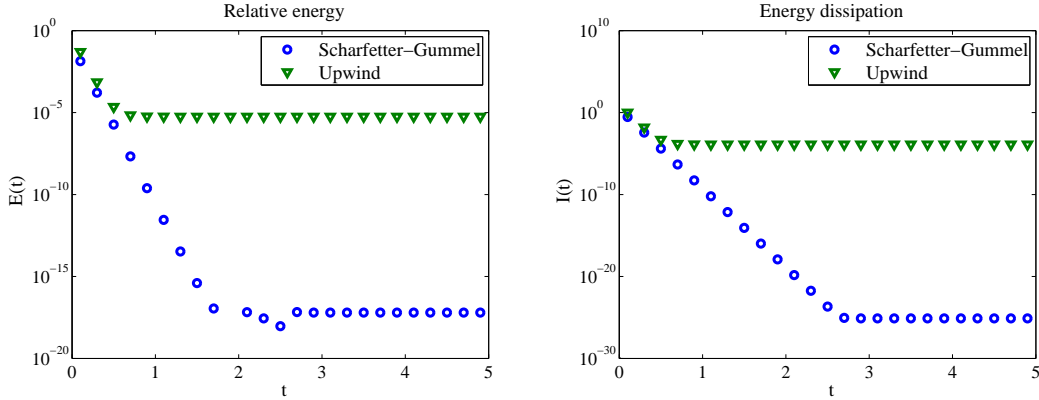 Relative energy
10^0
10^-5
10^-10
10^-15
10^-20
E(t)
0 1 2 3 4 5
t
Scharfetter−Gummel
Upwind
Energy dissipation
10^10
10^0
10^-10
10^-20
10^-30
I(t)
0 1 2 3 4 5
t
Scharfetter−Gummel
Upwind